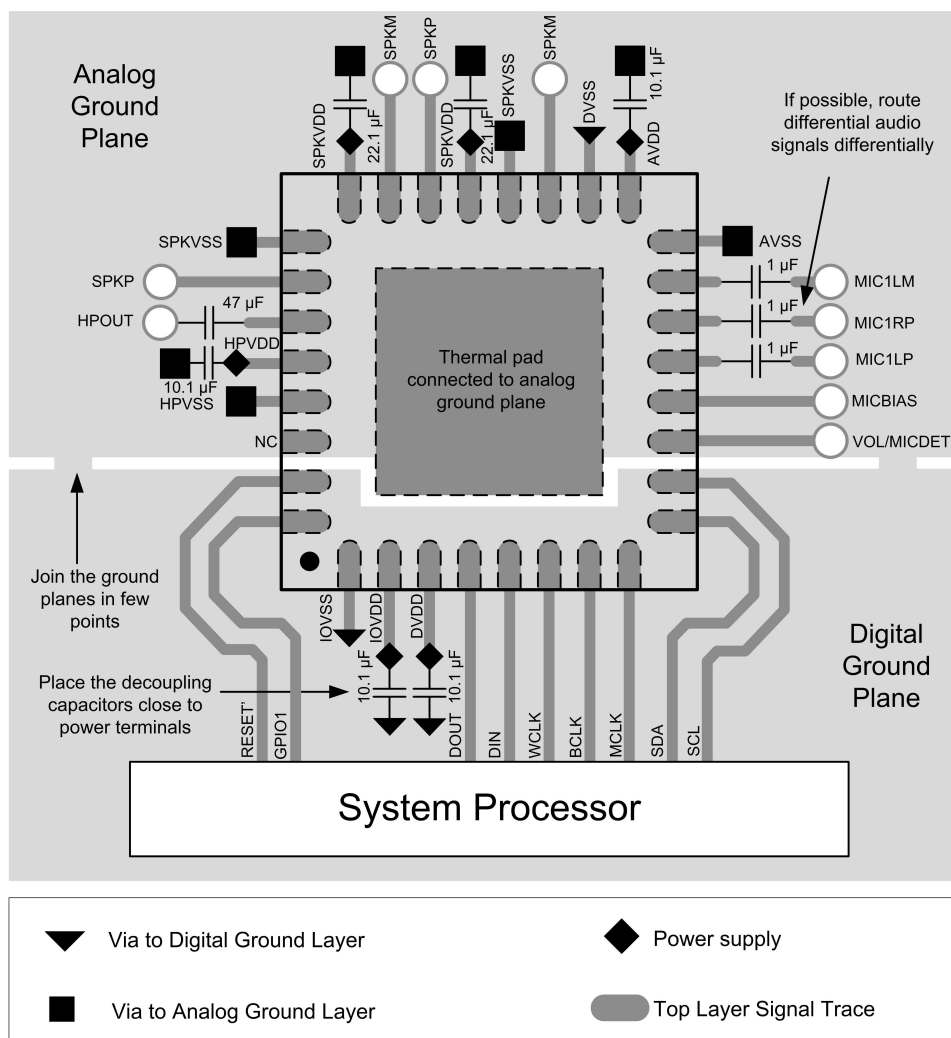 Analog
Ground
Plane
SPKVDD
22.1 µF
SPKM
SPKP
SPKVDD
22.1 µF
SPKVSS
SPKM
DVSS
AVDD
10.1 µF
If possible, route
differential audio
signals differentially
SPKVSS
SPKP
HPOUT
47 µF
HPVDD
10.1 µF
HPVSS
NC
AVSS
1 µF
MIC1LM
1 µF
MIC1RP
1 µF
MIC1LP
MICBIAS
VOL/MICDET
Thermal pad
connected to analog
ground plane
Join the ground
planes in few
points
Place the decoupling
capacitors close to
power terminals
Digital
Ground
Plane
RESET'
GPIO1
IOVSS
IOVDD
10.1 µF
DVDD
10.1 µF
DOUT
DIN
WCLK
BCLK
MCLK
SDA
SCL
System Processor
Via to Digital Ground Layer
Power supply
Via to Analog Ground Layer
Top Layer Signal Trace